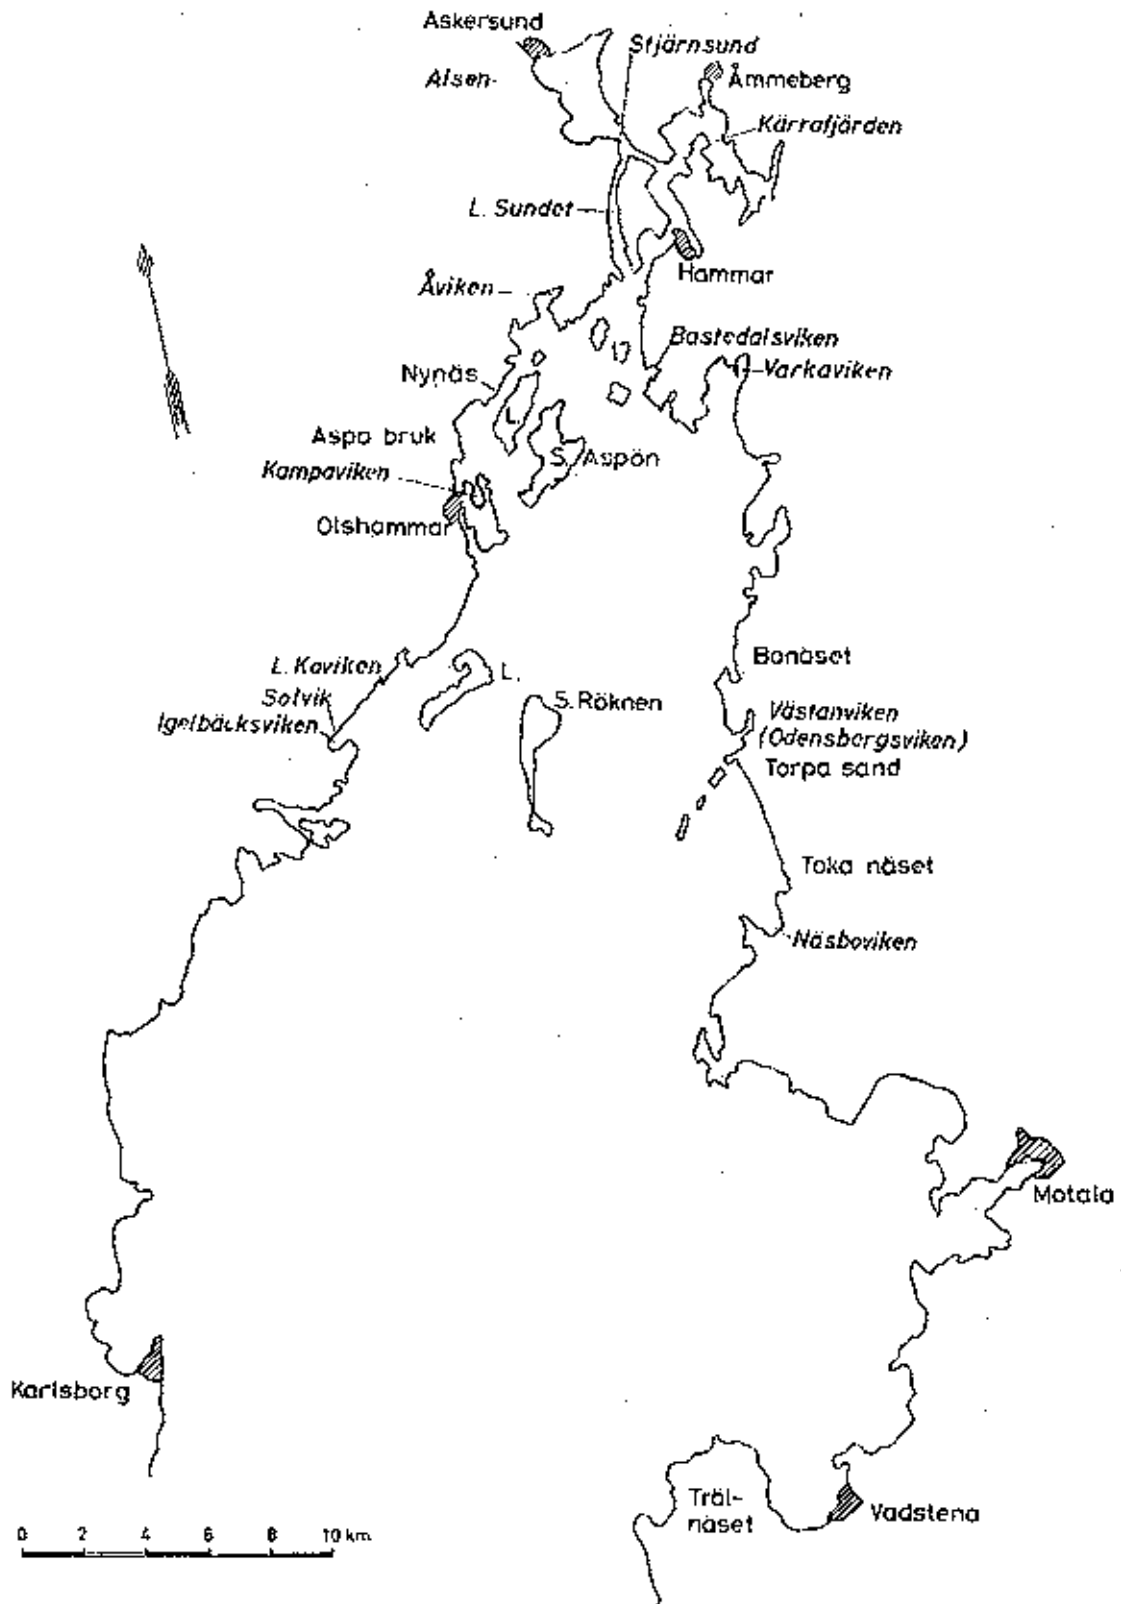 Askersund
Stjärnsund
Alsen
Åmmeberg
Kärrafjärden
L. Sundet
Hammar
Åviken
Bastedalsviken
Varkaviken
Nynäs
L.
Aspa bruk
S. Aspön
Kampaviken
Olshammar
L. Kaviken
L.
Bonäset
Solvik
S. Röknen
Igelbäcksviken
Västanviken
(Odensbergsviken)
Torpa sand
Toka näset
Näsboviken
Motala
Karlsborg
Träl-
näset
Vadstena
0 2 4 6 8 10 km.